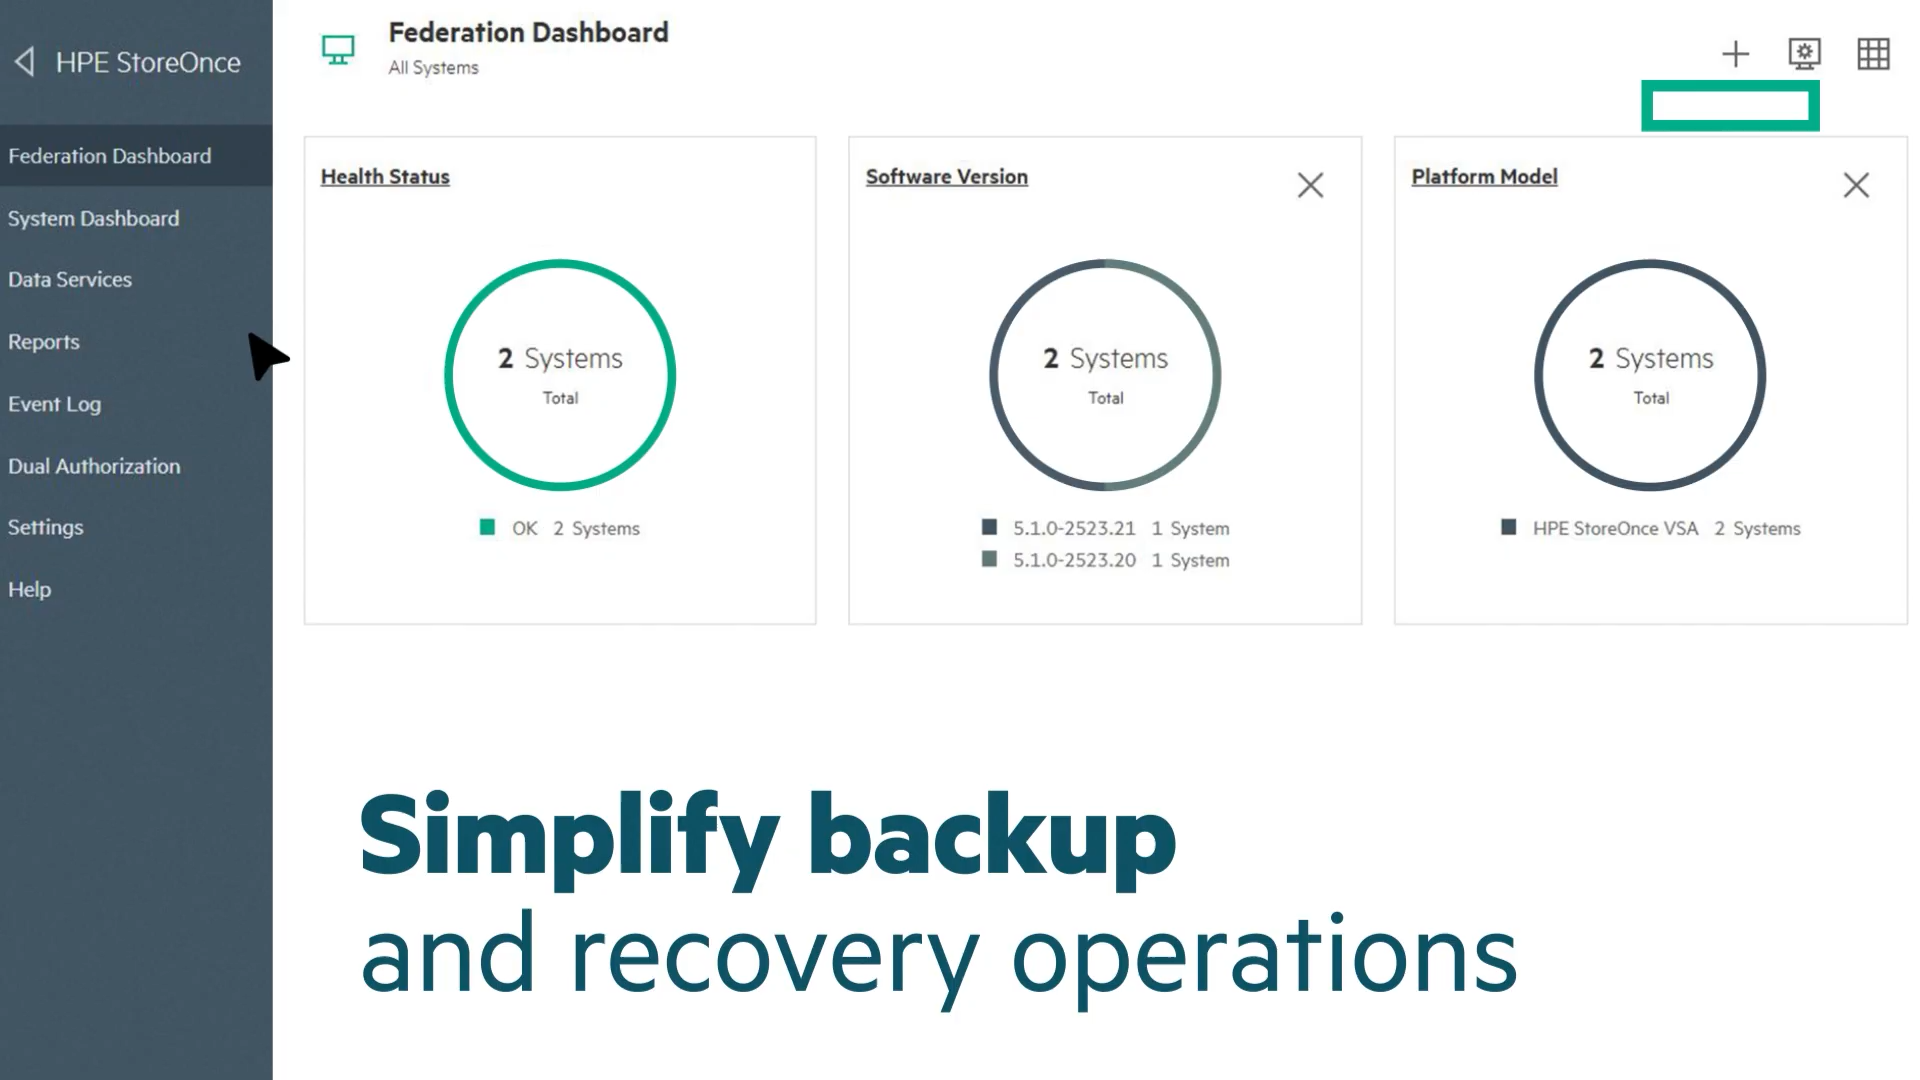 HPE StoreOnce
Federation Dashboard
System Dashboard
Data Services
Reports
Event Log
Dual Authorization
Settings
Help
Federation Dashboard
All Systems
Health Status
2 Systems
Total
OK 2 Systems
Software Version
2 Systems
Total
5.1.0-2523.21 1 System
5.1.0-2523.20 1 System
Platform Model
2 Systems
Total
HPE StoreOnce VSA 2 Systems
Simplify backup
and recovery operations